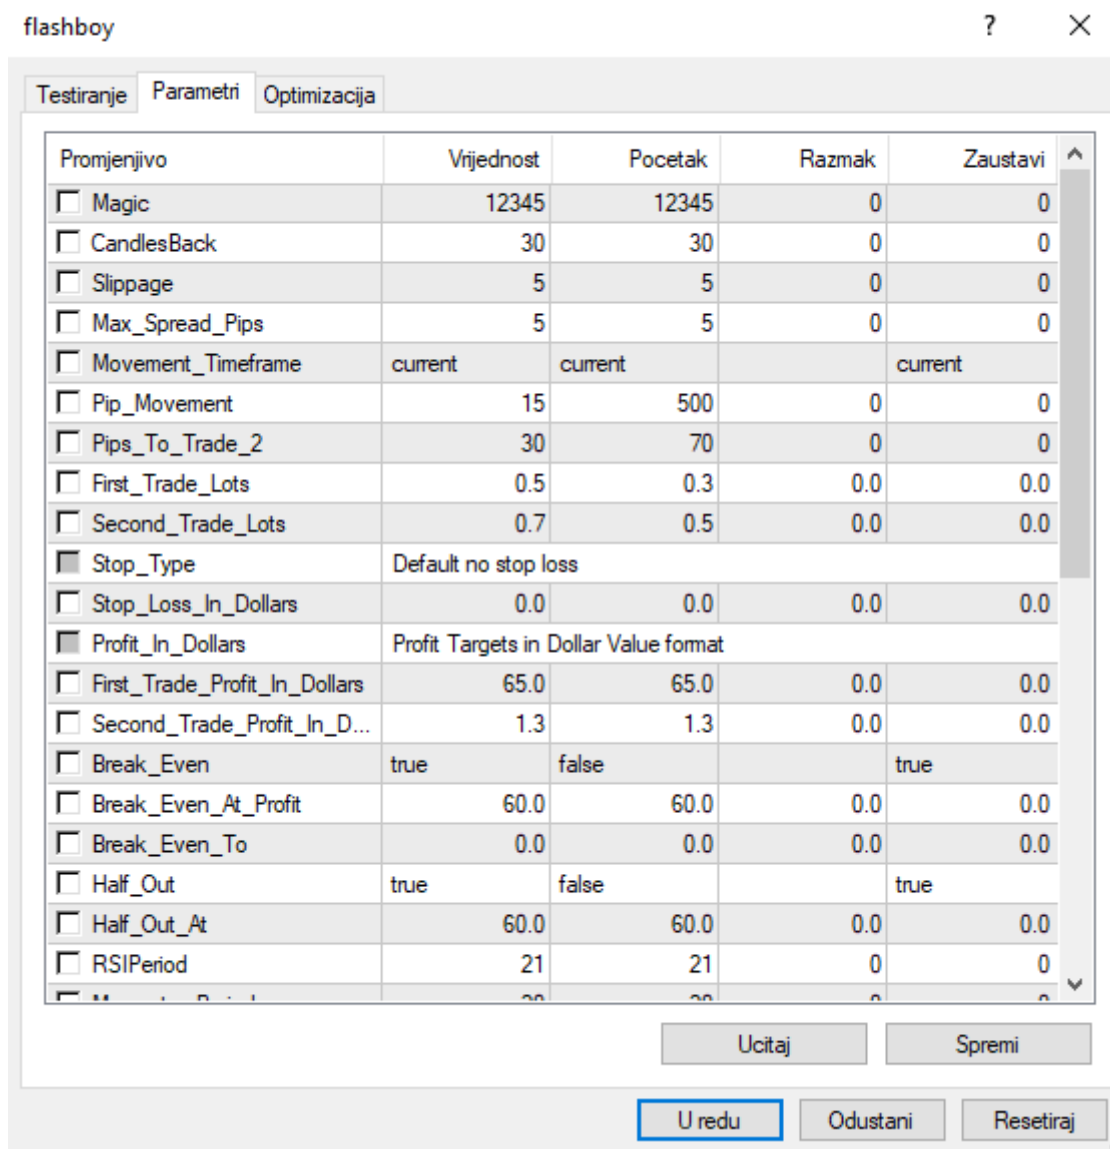 flashboy ?
Testiranje Parametri Optimizacija
Promjenjivo Vrijednost Pocetak Razmak Zaustavi
Magic 12345 12345 0 0
CandlesBack 30 30 0 0
Slippage 5 5 0 0
Max_Spread_Pips 5 5 0 0
Movement_Timeframe current current current
Pip_Movement 15 500 0 0
Pips_To_Trade_2 30 70 0 0
First_Trade_Lots 0.5 0.3 0.0 0.0
Second_Trade_Lots 0.7 0.5 0.0 0.0
Stop_Type Default no stop loss
Stop_Loss_In_Dollars 0.0 0.0 0.0 0.0
Profit_In_Dollars Profit Targets in Dollar Value format
First_Trade_Profit_In_Dollars 65.0 65.0 0.0 0.0
Second_Trade_Profit_In_D... 1.3 1.3 0.0 0.0
Break_Even true false true
Break_Even_At_Profit 60.0 60.0 0.0 0.0
Break_Even_To 0.0 0.0 0.0 0.0
Half_Out true false true
Half_Out_At 60.0 60.0 0.0 0.0
RSIPeriod 21 21 0 0
Ucitaj Spremi
U redu Odustani Resetiraj